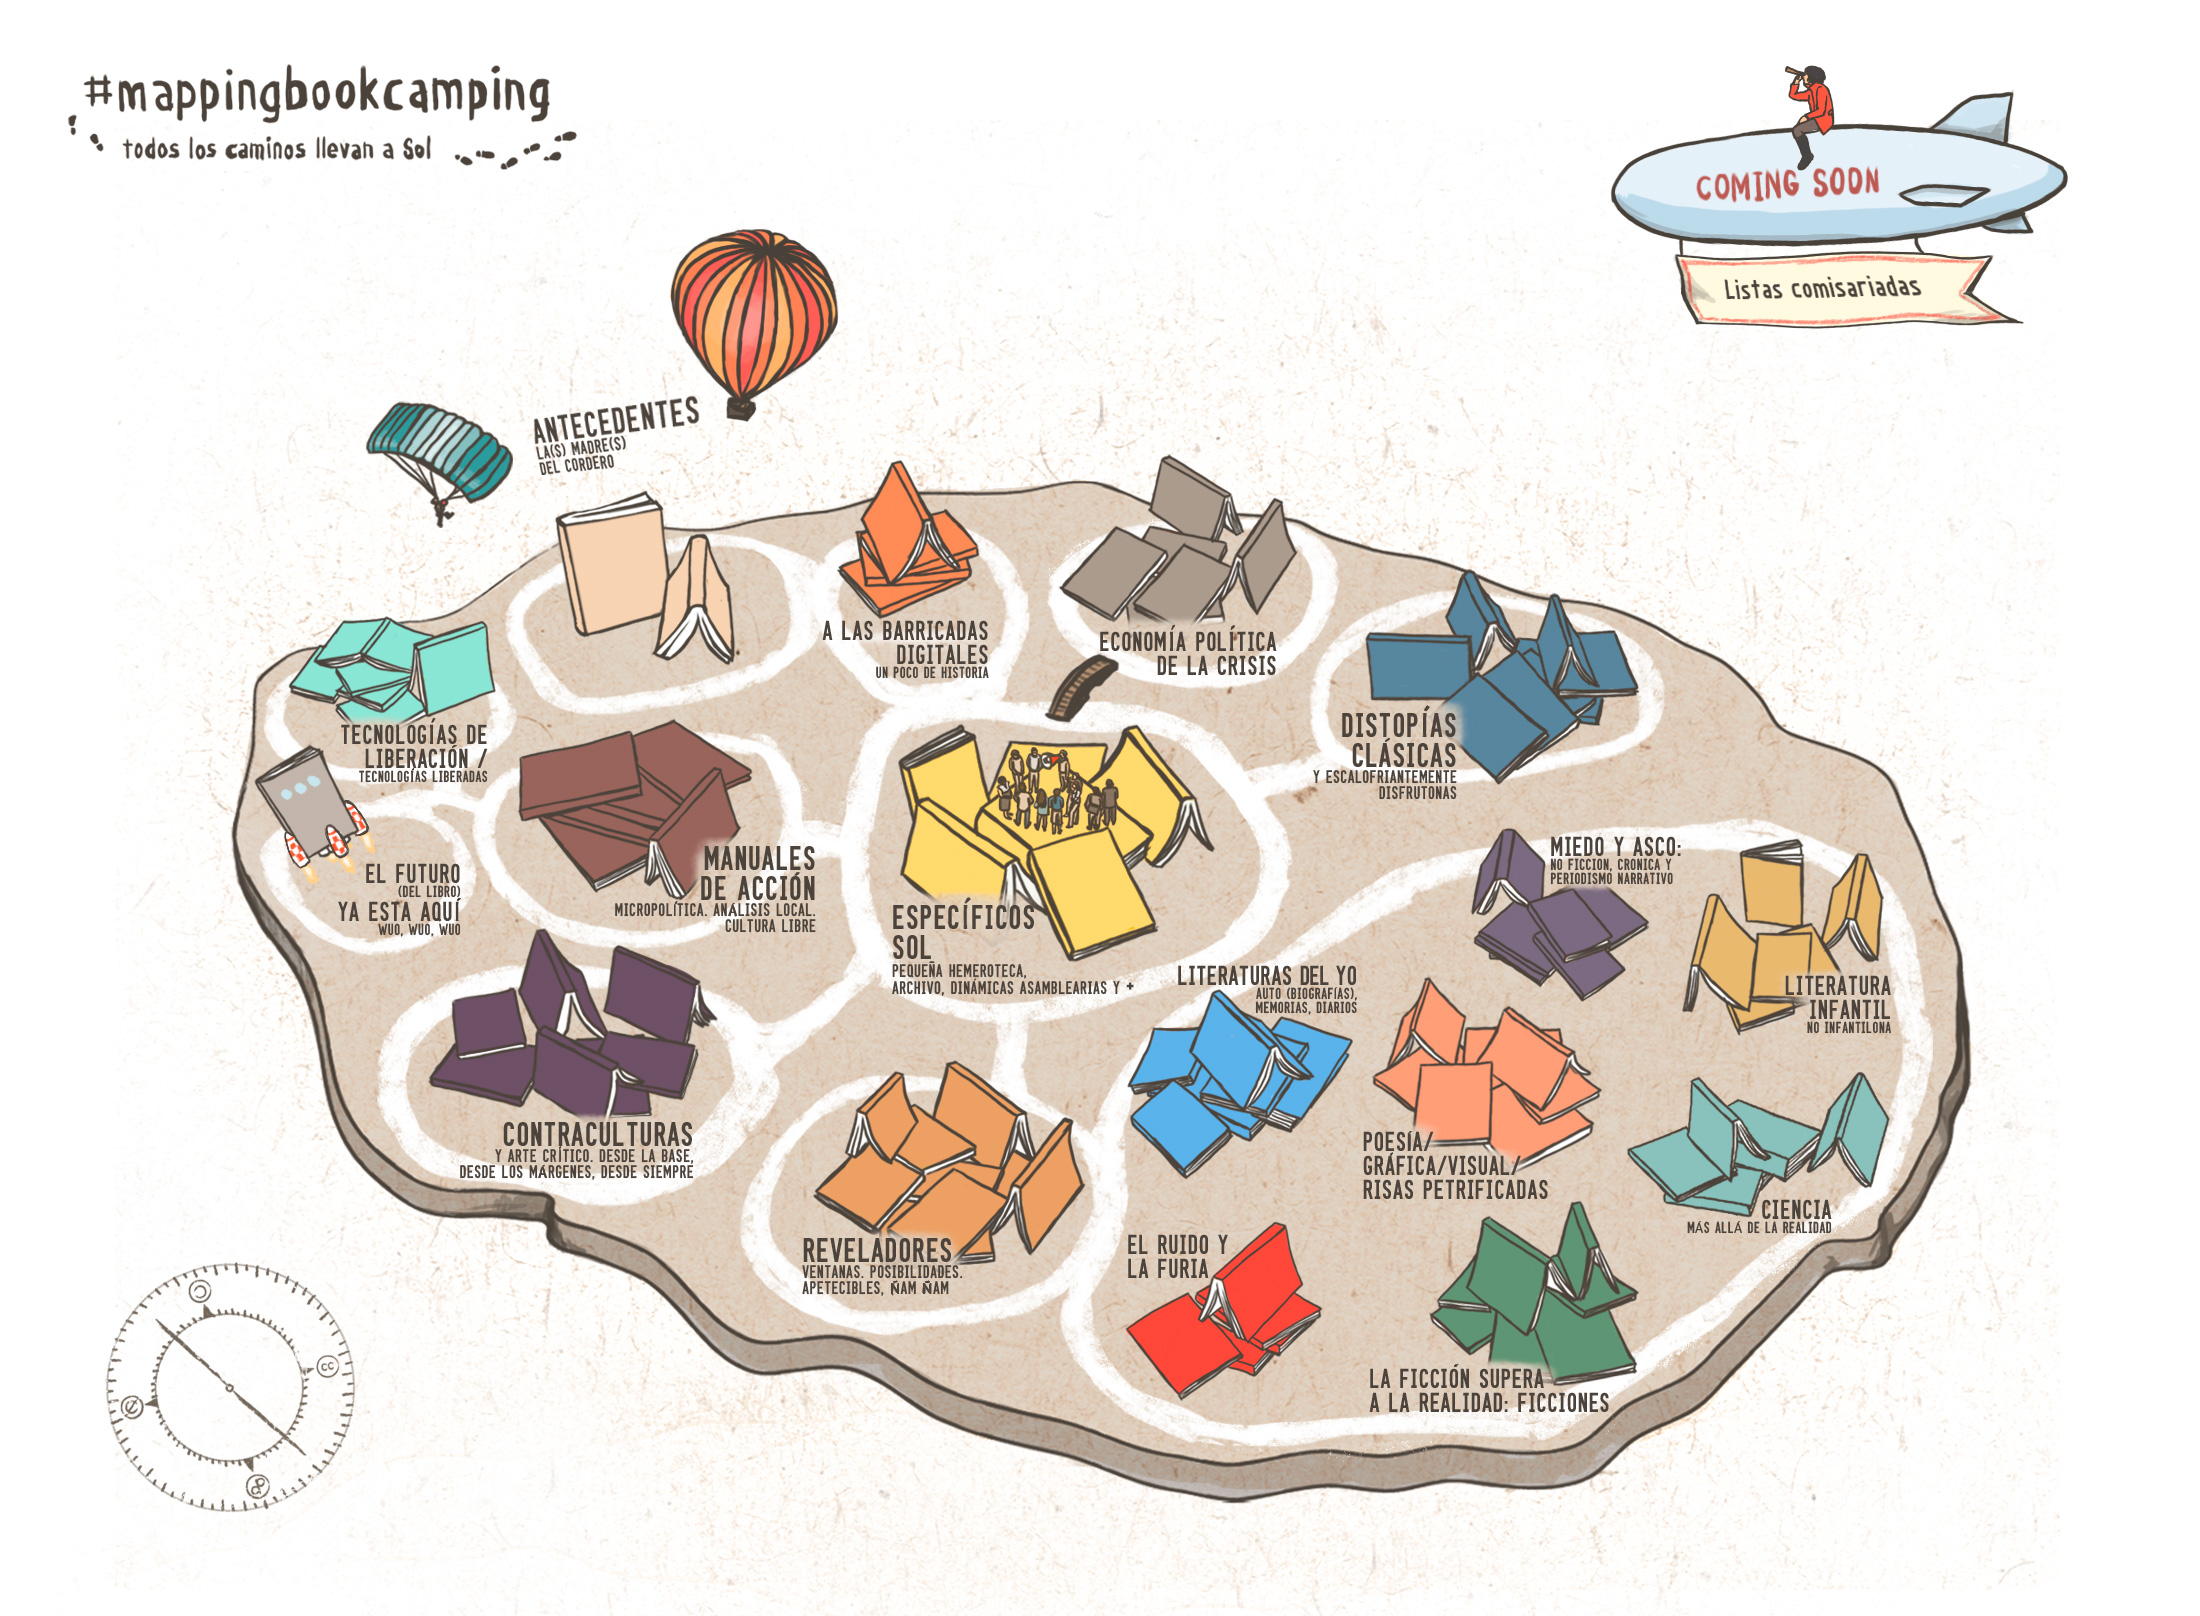 #mappingbookcamping
todos los caminos llevan a Sol
COMING SOON
Listas comisariadas
ANTECEDENTES
LA(S) MADRE(S)
DEL CORDERO
A LAS BARRICADAS
DIGITALES
UN POCO DE HISTORIA
ECONOMÍA POLÍTICA
DE LA CRISIS
DISTOPÍAS
CLÁSICAS
Y ESCALOFRIANTEMENTE
DISFRUTONAS
TECNOLOGÍAS DE
LIBERACIÓN /
TECNOLOGÍAS LIBERADAS
EL FUTURO
(DEL LIBRO)
YA ESTA AQUÍ
WUO, WUO, WUO
MANUALES
DE ACCIÓN
MICROPOLÍTICA. ANÁLISIS LOCAL.
CULTURA LIBRE
ESPECÍFICOS
SOL
PEQUEÑA HEMEROTECA,
ARCHIVO, DINÁMICAS ASAMBLEARIAS Y +
MIEDO Y ASCO:
NO FICCION, CRONICA Y
PERIODISMO NARRATIVO
LITERATURA
INFANTIL
NO INFANTILONA
LITERATURAS DEL YO
AUTO (BIOGRAFÍAS),
MEMORIAS, DIARIOS
CONTRACULTURAS
Y ARTE CRÍTICO. DESDE LA BASE,
DESDE LOS MÁRGENES, DESDE SIEMPRE
POESÍA/
GRÁFICA/VISUAL/
RISAS PETRIFICADAS
CIENCIA
MÁS ALLÁ DE LA REALIDAD
REVELADORES
VENTANAS. POSIBILIDADES.
APETECIBLES, ÑAM ÑAM
EL RUIDO Y
LA FURIA
LA FICCIÓN SUPERA
A LA REALIDAD: FICCIONES
cc